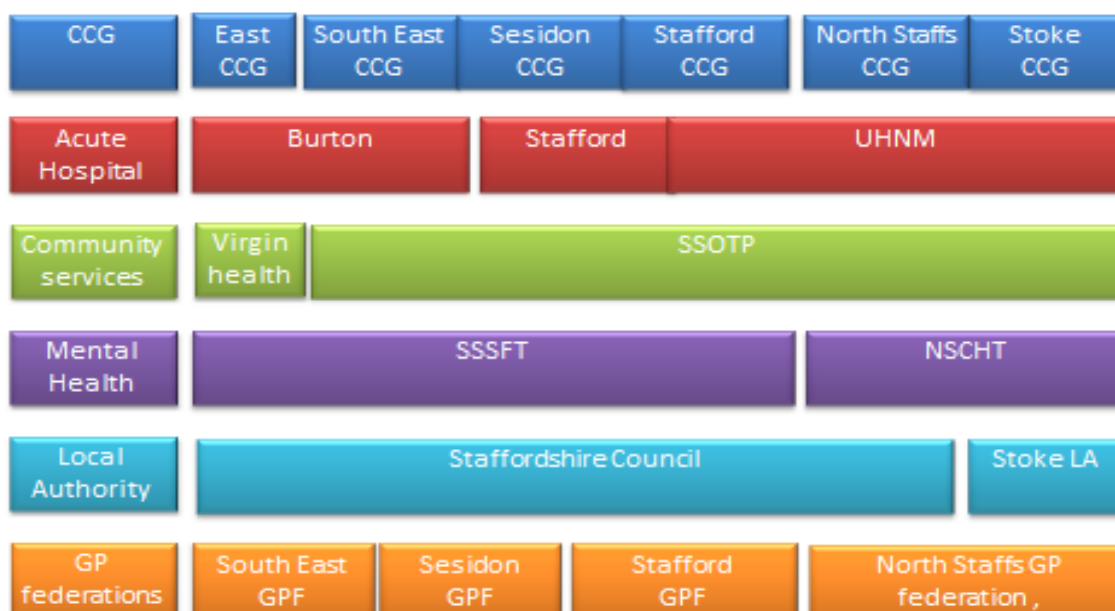 CCG
East
CCG
South East
CCG
Sesidon
CCG
Stafford
CCG
North Staffs
CCG
Stoke
CCG
Acute
Hospital
Burton
Stafford
UHNM
Community
services
Virgin
health
SSOTP
Mental
Health
SSSFT
NSCHT
Local
Authority
Staffordshire Council
Stoke LA
GP
federations
South East
GPF
Sesidon
GPF
Stafford
GPF
North Staffs GP
federation ,